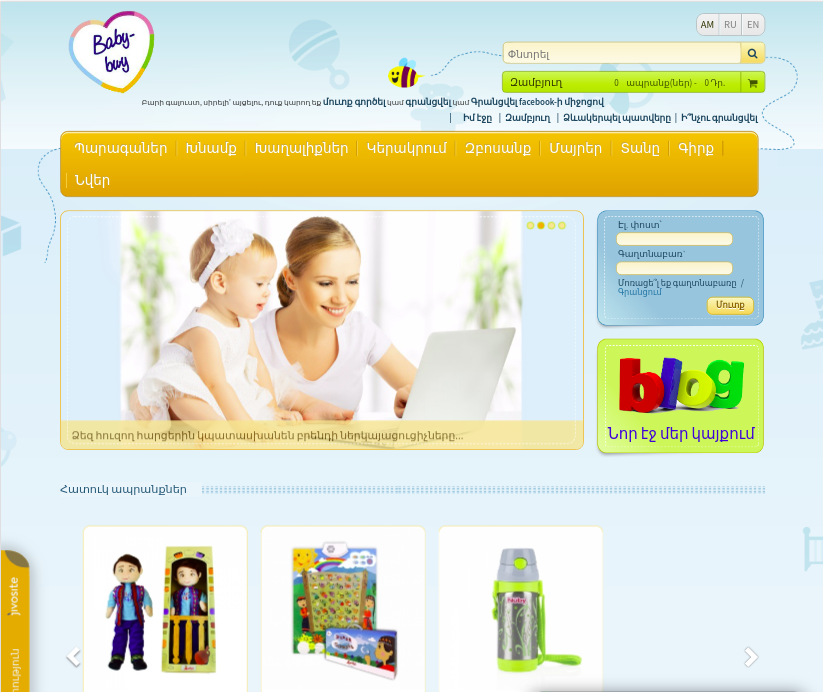 Baby-
buy
AM RU EN
Փնտրել
Զամբյուղ 0 ապրանք(ներ) - 0 Դր.
Բարի գալուստ, սիրելի՝ այցելու, դուք կարող եք մուտք գործել կամ գրանցվել կամ Գրանցվել facebook-ի միջոցով
| Իմ էջը | Զամբյուղ | Ձևակերպել պատվերը | Ի՞նչու գրանցվել
Պարագաներ | Խնամք | Խաղալիքներ | Կերակրում | Զբոսանք | Մայրեր | Տանը | Գիրք |
| Նվեր
Էլ. փոստ՝
Գաղտնաբառ՝
Մոռացե՞լ եք գաղտնաբառը /
Գրանցում
Մուտք
Ձեզ հուզող հարցերին կպատասխանեն բրենդի ներկայացուցիչները...
blog
Նոր էջ մեր կայքում
Հատուկ ապրանքներ
jivosite
nuby